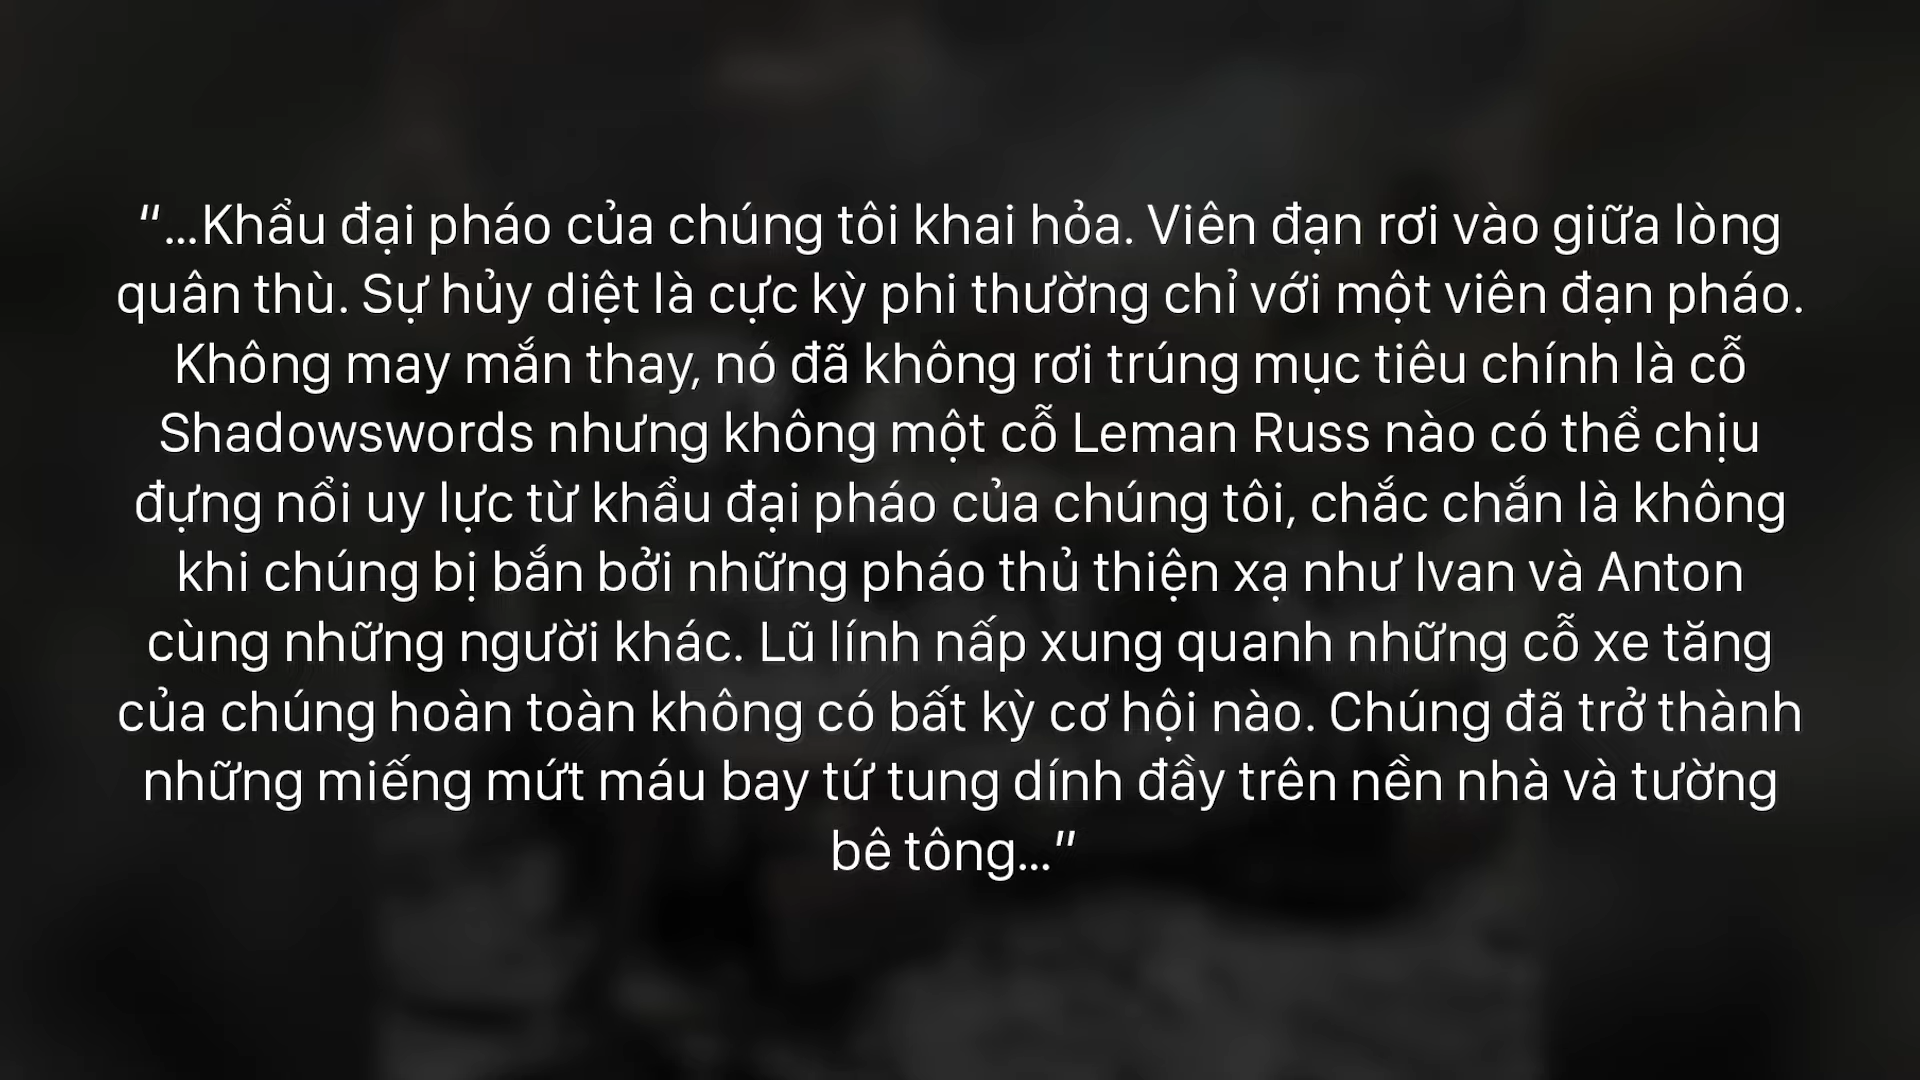 “…Khẩu đại pháo của chúng tôi khai hỏa. Viên đạn rơi vào giữa lòng
quân thù. Sự hủy diệt là cực kỳ phi thường chỉ với một viên đạn pháo.
Không may mắn thay, nó đã không rơi trúng mục tiêu chính là cỗ
Shadowswords nhưng không một cỗ Leman Russ nào có thể chịu
đựng nổi uy lực từ khẩu đại pháo của chúng tôi, chắc chắn là không
khi chúng bị bắn bởi những pháo thủ thiện xạ như Ivan và Anton
cùng những người khác. Lũ lính nấp xung quanh những cỗ xe tăng
của chúng hoàn toàn không có bất kỳ cơ hội nào. Chúng đã trở thành
những miếng mứt máu bay tứ tung dính đầy trên nền nhà và tường
bê tông…”